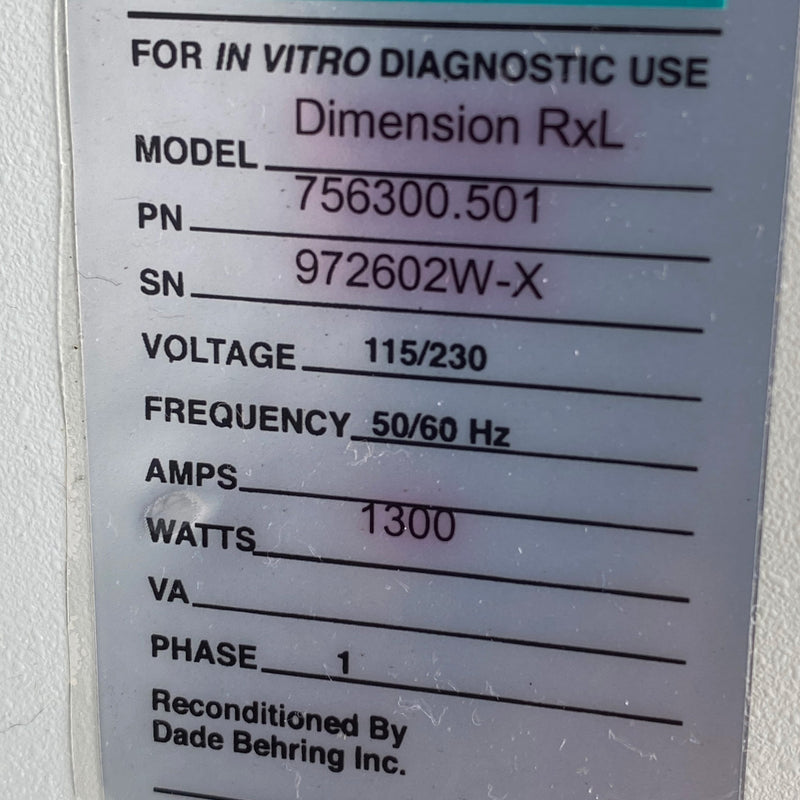 FOR IN VITRO DIAGNOSTIC USE
MODEL Dimension RxL
PN 756300.501
SN 972602W-X
VOLTAGE 115/230
FREQUENCY 50/60 Hz
AMPS
WATTS 1300
VA
PHASE 1
Reconditioned By
Dade Behring Inc.